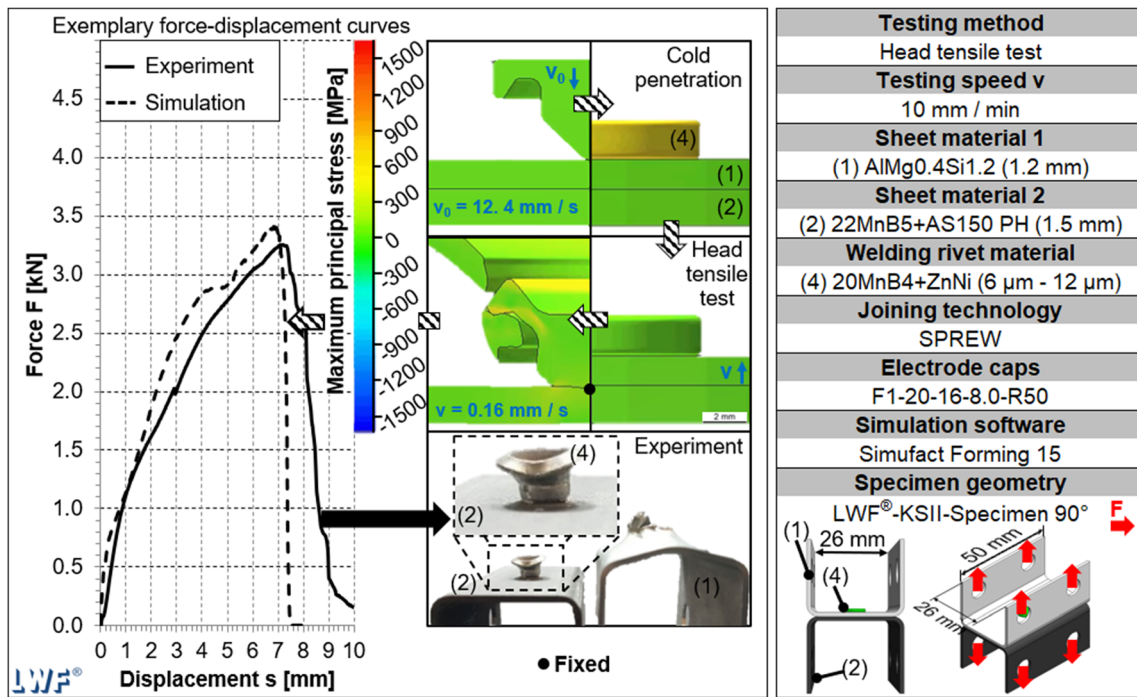 Exemplary force-displacement curves
Experiment
Simulation
Force F [kN]
4.5
4.0
3.5
3.0
2.5
2.0
1.5
1.0
0.5
0.0
0 1 2 3 4 5 6 7 8 9 10
Displacement s [mm]
LWF®
Maximum principal stress [MPa]
1500
1200
900
600
300
0
-300
-600
-900
-1200
-1500
Cold
penetration
v0
(4)
(1)
v0 = 12. 4 mm / s
(2)
Head
tensile
test
v
v = 0.16 mm / s
2 mm
Experiment
(4)
(2)
(2)
(1)
Fixed
Testing method
Head tensile test
Testing speed v
10 mm / min
Sheet material 1
(1) AlMg0.4Si1.2 (1.2 mm)
Sheet material 2
(2) 22MnB5+AS150 PH (1.5 mm)
Welding rivet material
(4) 20MnB4+ZnNi (6 µm - 12 µm)
Joining technology
SPREW
Electrode caps
F1-20-16-8.0-R50
Simulation software
Simufact Forming 15
Specimen geometry
LWF®-KSII-Specimen 90°
F
(1)
26 mm
50 mm
(4)
26 mm
(2)